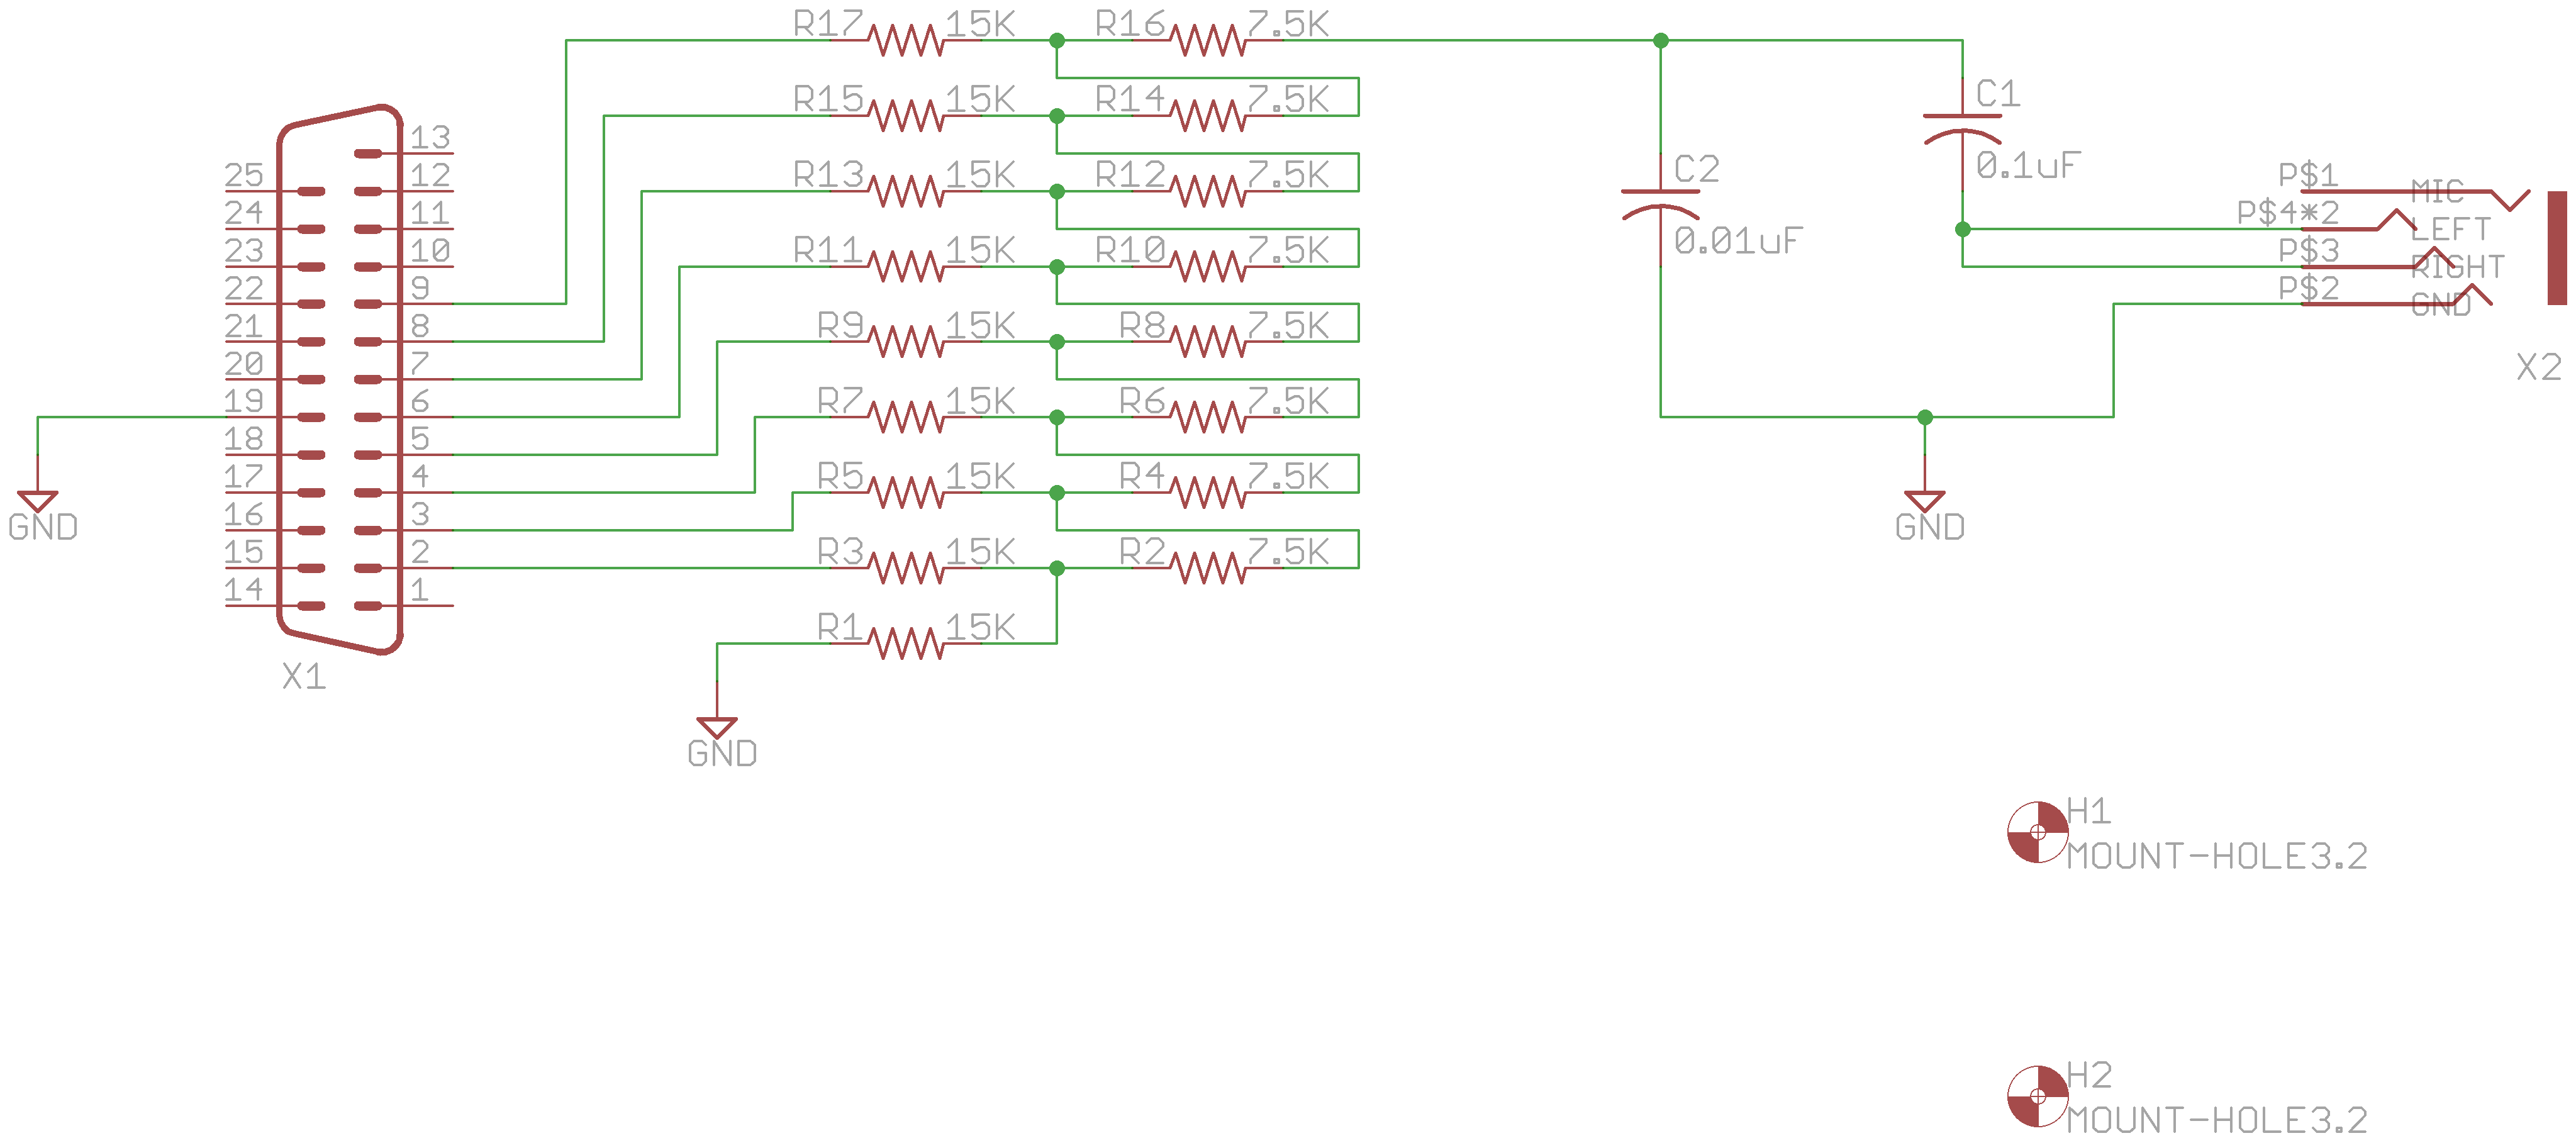 R17 15K R16 7.5K
R15 15K R14 7.5K
R13 15K R12 7.5K
R11 15K R10 7.5K
R9 15K R8 7.5K
R7 15K R6 7.5K
R5 15K R4 7.5K
R3 15K R2 7.5K
R1 15K
GND
13
25 12
24 11
23 10
22 9
21 8
20 7
19 6
18 5
17 4
16 3
15 2
14 1
X1
GND
C2
0.01uF
C1
0.1uF
GND
P$1 MIC
P$4*2 LEFT
P$3 RIGHT
P$2 GND
X2
H1
MOUNT-HOLE3.2
H2
MOUNT-HOLE3.2